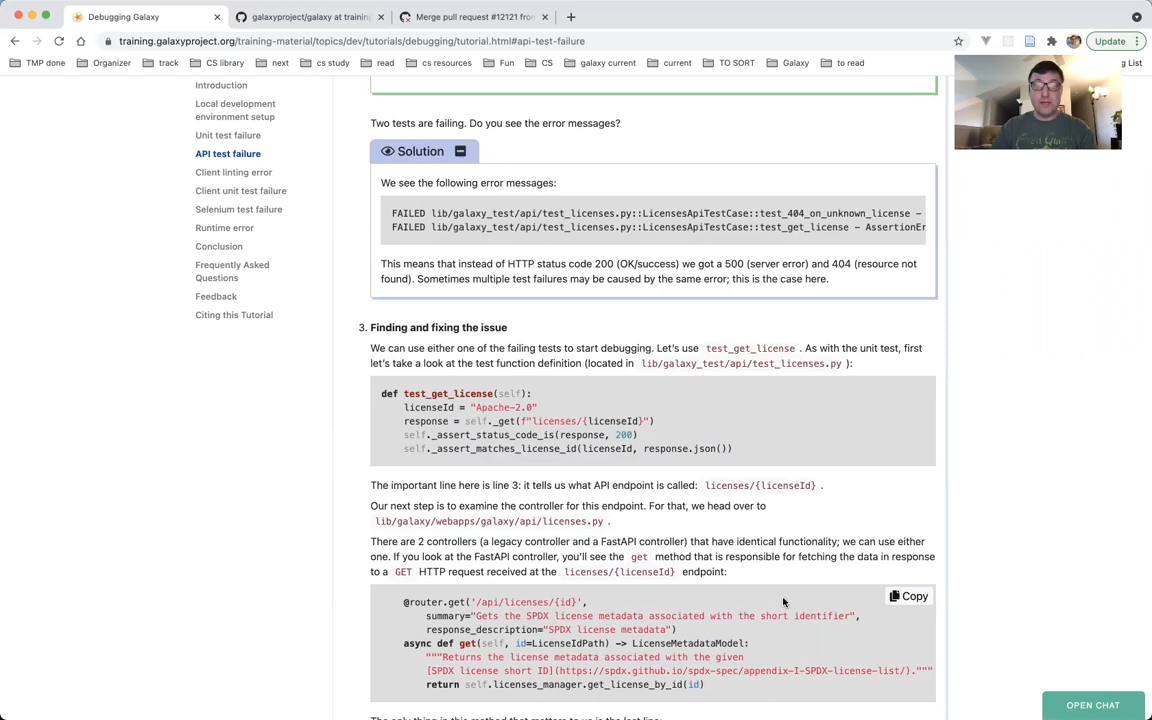 Debugging Galaxy
galaxyproject/galaxy at training
Merge pull request #12121 from
training.galaxyproject.org/training-material/topics/dev/tutorials/debugging/tutorial.html#api-test-failure
Update
TMP done
Organizer
track
CS library
next
cs study
read
cs resources
Fun
CS
galaxy current
current
TO SORT
Galaxy
to read
g List
Introduction
Local development
environment setup
Unit test failure
API test failure
Client linting error
Client unit test failure
Selenium test failure
Runtime error
Conclusion
Frequently Asked
Questions
Feedback
Citing this Tutorial
Two tests are failing. Do you see the error messages?
Solution
We see the following error messages:
FAILED lib/galaxy_test/api/test_licenses.py::LicensesApiTestCase::test_404_on_unknown_license -
FAILED lib/galaxy_test/api/test_licenses.py::LicensesApiTestCase::test_get_license - AssertionEr
This means that instead of HTTP status code 200 (OK/success) we got a 500 (server error) and 404 (resource not
found). Sometimes multiple test failures may be caused by the same error; this is the case here.
3. Finding and fixing the issue
We can use either one of the failing tests to start debugging. Let's use test_get_license . As with the unit test, first
let's take a look at the test function definition (located in lib/galaxy_test/api/test_licenses.py ):
def test_get_license(self):
licenseId = "Apache-2.0"
response = self._get(f"licenses/{licenseId}")
self._assert_status_code_is(response, 200)
self._assert_matches_license_id(licenseId, response.json())
The important line here is line 3: it tells us what API endpoint is called: licenses/{licenseId} .
Our next step is to examine the controller for this endpoint. For that, we head over to
lib/galaxy/webapps/galaxy/api/licenses.py .
There are 2 controllers (a legacy controller and a FastAPI controller) that have identical functionality; we can use either
one. If you look at the FastAPI controller, you'll see the get method that is responsible for fetching the data in response
to a GET HTTP request received at the licenses/{licenseId} endpoint:
Copy
@router.get('/api/licenses/{id}',
summary="Gets the SPDX license metadata associated with the short identifier",
response_description="SPDX license metadata")
async def get(self, id=LicenseIdPath) -> LicenseMetadataModel:
"""Returns the license metadata associated with the given
[SPDX license short ID](https://spdx.github.io/spdx-spec/appendix-I-SPDX-license-list/)."""
return self.licenses_manager.get_license_by_id(id)
The only thing in this method that matters to us is the last line:
OPEN CHAT